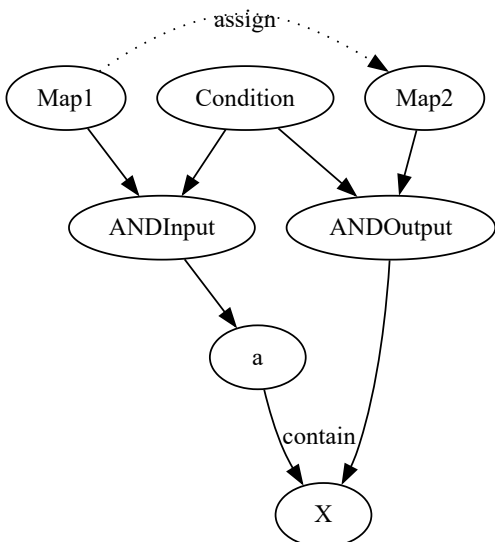 assign
Map1
Condition
Map2
ANDInput
ANDOutput
a
contain
X